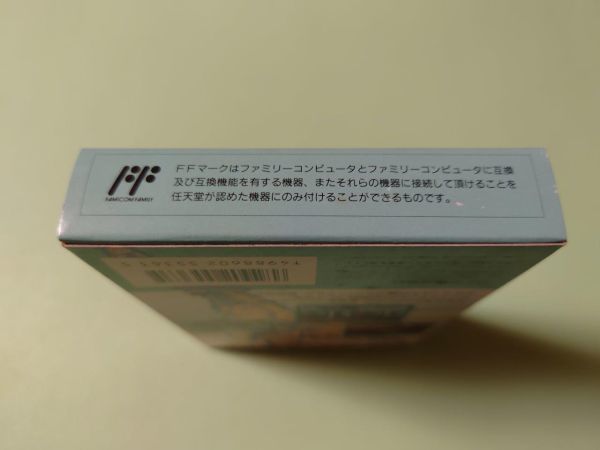 FFマークはファミリーコンピュータとファミリーコンピュータに互換
及び互換機能を有する機器、またそれらの機器に接続して頂けることを
任天堂が認めた機器にのみ付けることができるものです。
FAMICOM FAMILY